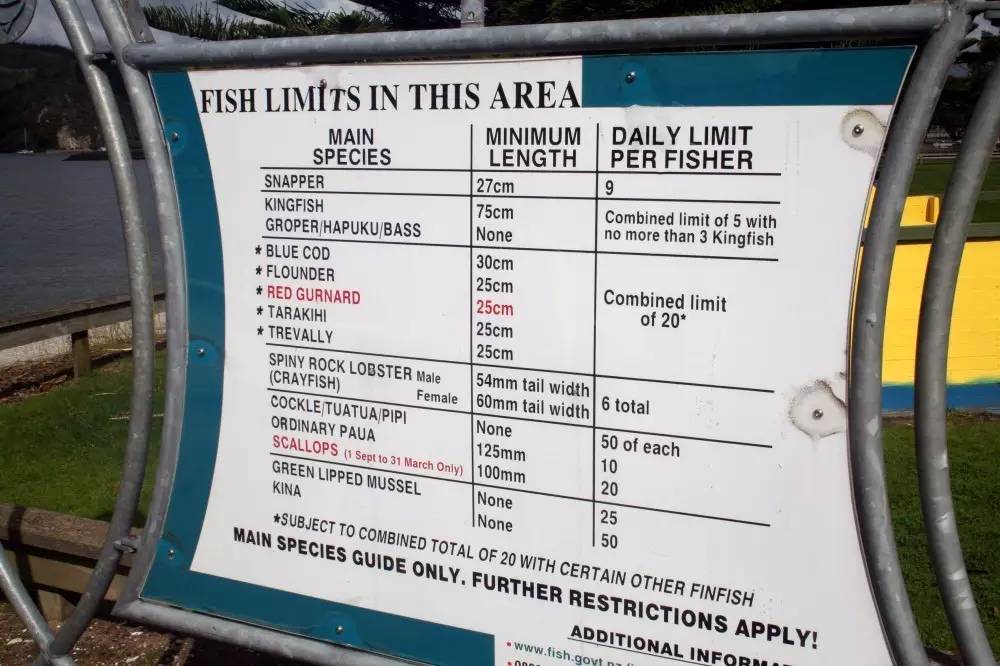 FISH LIMITS IN THIS AREA
MAIN SPECIES MINIMUM LENGTH DAILY LIMIT PER FISHER
SNAPPER 27cm 9
KINGFISH 75cm Combined limit of 5 with
GROPER/HAPUKU/BASS None no more than 3 Kingfish
* BLUE COD 30cm
* FLOUNDER 25cm
* RED GURNARD 25cm Combined limit
* TARAKIHI 25cm of 20*
* TREVALLY 25cm
SPINY ROCK LOBSTER Male 54mm tail width
(CRAYFISH) Female 60mm tail width 6 total
COCKLE/TUATUA/PIPI None 50 of each
ORDINARY PAUA 125mm 10
SCALLOPS (1 Sept to 31 March Only) 100mm 20
GREEN LIPPED MUSSEL None 25
KINA None 50
*SUBJECT TO COMBINED TOTAL OF 20 WITH CERTAIN OTHER FINFISH
MAIN SPECIES GUIDE ONLY. FURTHER RESTRICTIONS APPLY!
ADDITIONAL
• www.fish.govt.nz